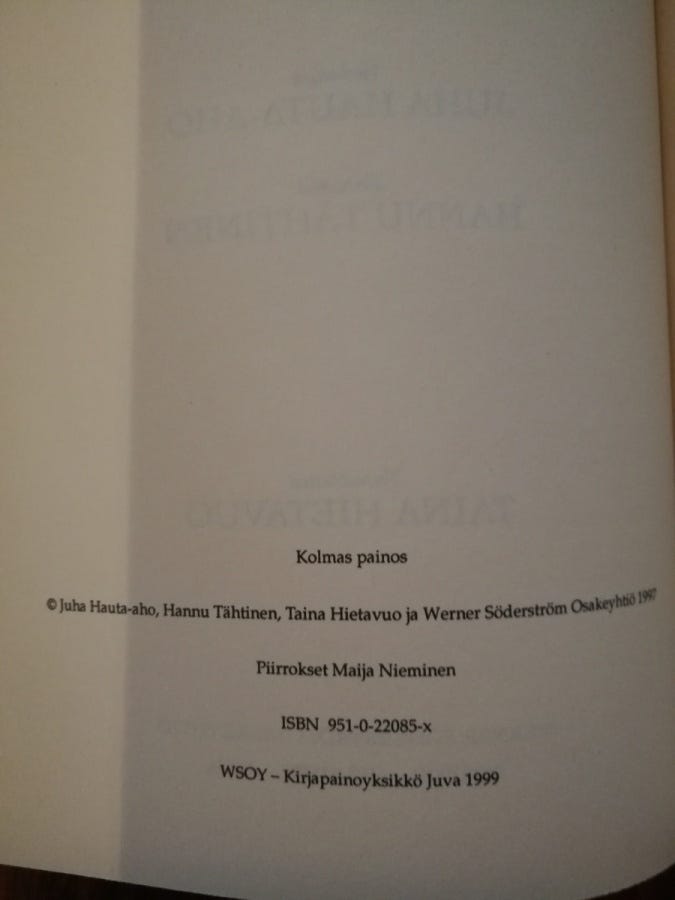 Kolmas painos
© Juha Hauta-aho, Hannu Tähtinen, Taina Hietavuo ja Werner Söderström Osakeyhtiö 1997
Piirrokset Maija Nieminen
ISBN 951-0-22085-x
WSOY – Kirjapainoyksikkö Juva 1999